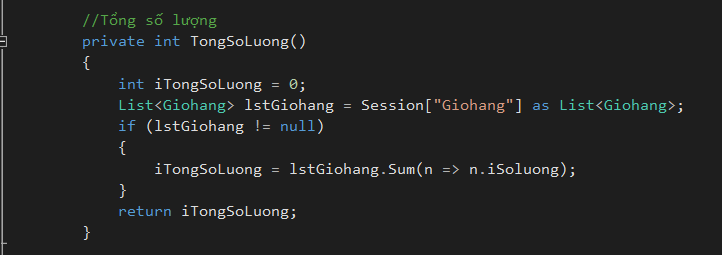 //Tổng số lượng
private int TongSoLuong()
{
int iTongSoLuong = 0;
List<Giohang> lstGiohang = Session["Giohang"] as List<Giohang>;
if (lstGiohang != null)
{
iTongSoLuong = lstGiohang.Sum(n => n.iSoluong);
}
return iTongSoLuong;
}